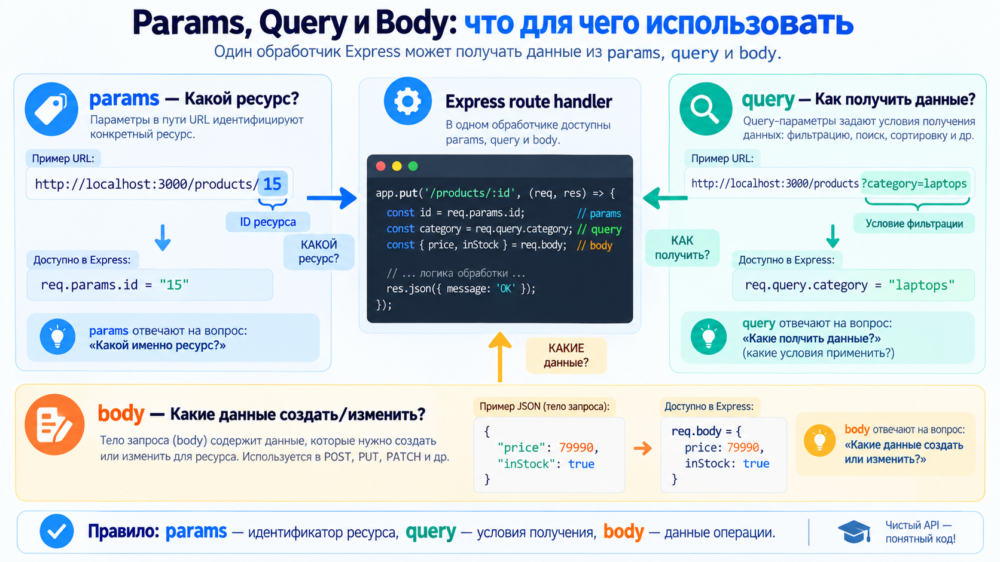 Params, Query и Body: что для чего использовать
Один обработчик Express может получать данные из params, query и body.
params — Какой ресурс?
Параметры в пути URL идентифицируют
конкретный ресурс.
Пример URL:
http://localhost:3000/products/15
ID ресурса
КАКОЙ
ресурс?
Доступно в Express:
req.params.id = "15"
params отвечают на вопрос:
«Какой именно ресурс?»
Express route handler
В одном обработчике доступны
params, query и body.
app.put('/products/:id', (req, res) => {
const id = req.params.id; // params
const category = req.query.category; // query
const { price, inStock } = req.body; // body
// ... логика обработки ...
res.json({ message: 'OK' });
});
query — Как получить данные?
Query-параметры задают условия получения
данных: фильтрацию, поиск, сортировку и др.
Пример URL:
http://localhost:3000/products?category=laptops
Условие фильтрации
КАК
получить?
Доступно в Express:
req.query.category = "laptops"
query отвечают на вопрос:
«Какие получить данные?»
(какие условия применить?)
КАКИЕ
данные?
body — Какие данные создать/изменить?
Тело запроса (body) содержит данные, которые нужно создать
или изменить для ресурса. Используется в POST, PUT, PATCH и др.
Пример JSON (тело запроса):
{
"price": 79990,
"inStock": true
}
Доступно в Express:
req.body = {
price: 79990,
inStock: true
}
body отвечают на вопрос:
«Какие данные создать
или изменить?»
Правило: params — идентификатор ресурса, query — условия получения, body — данные операции.
Чистый API —
понятный код!